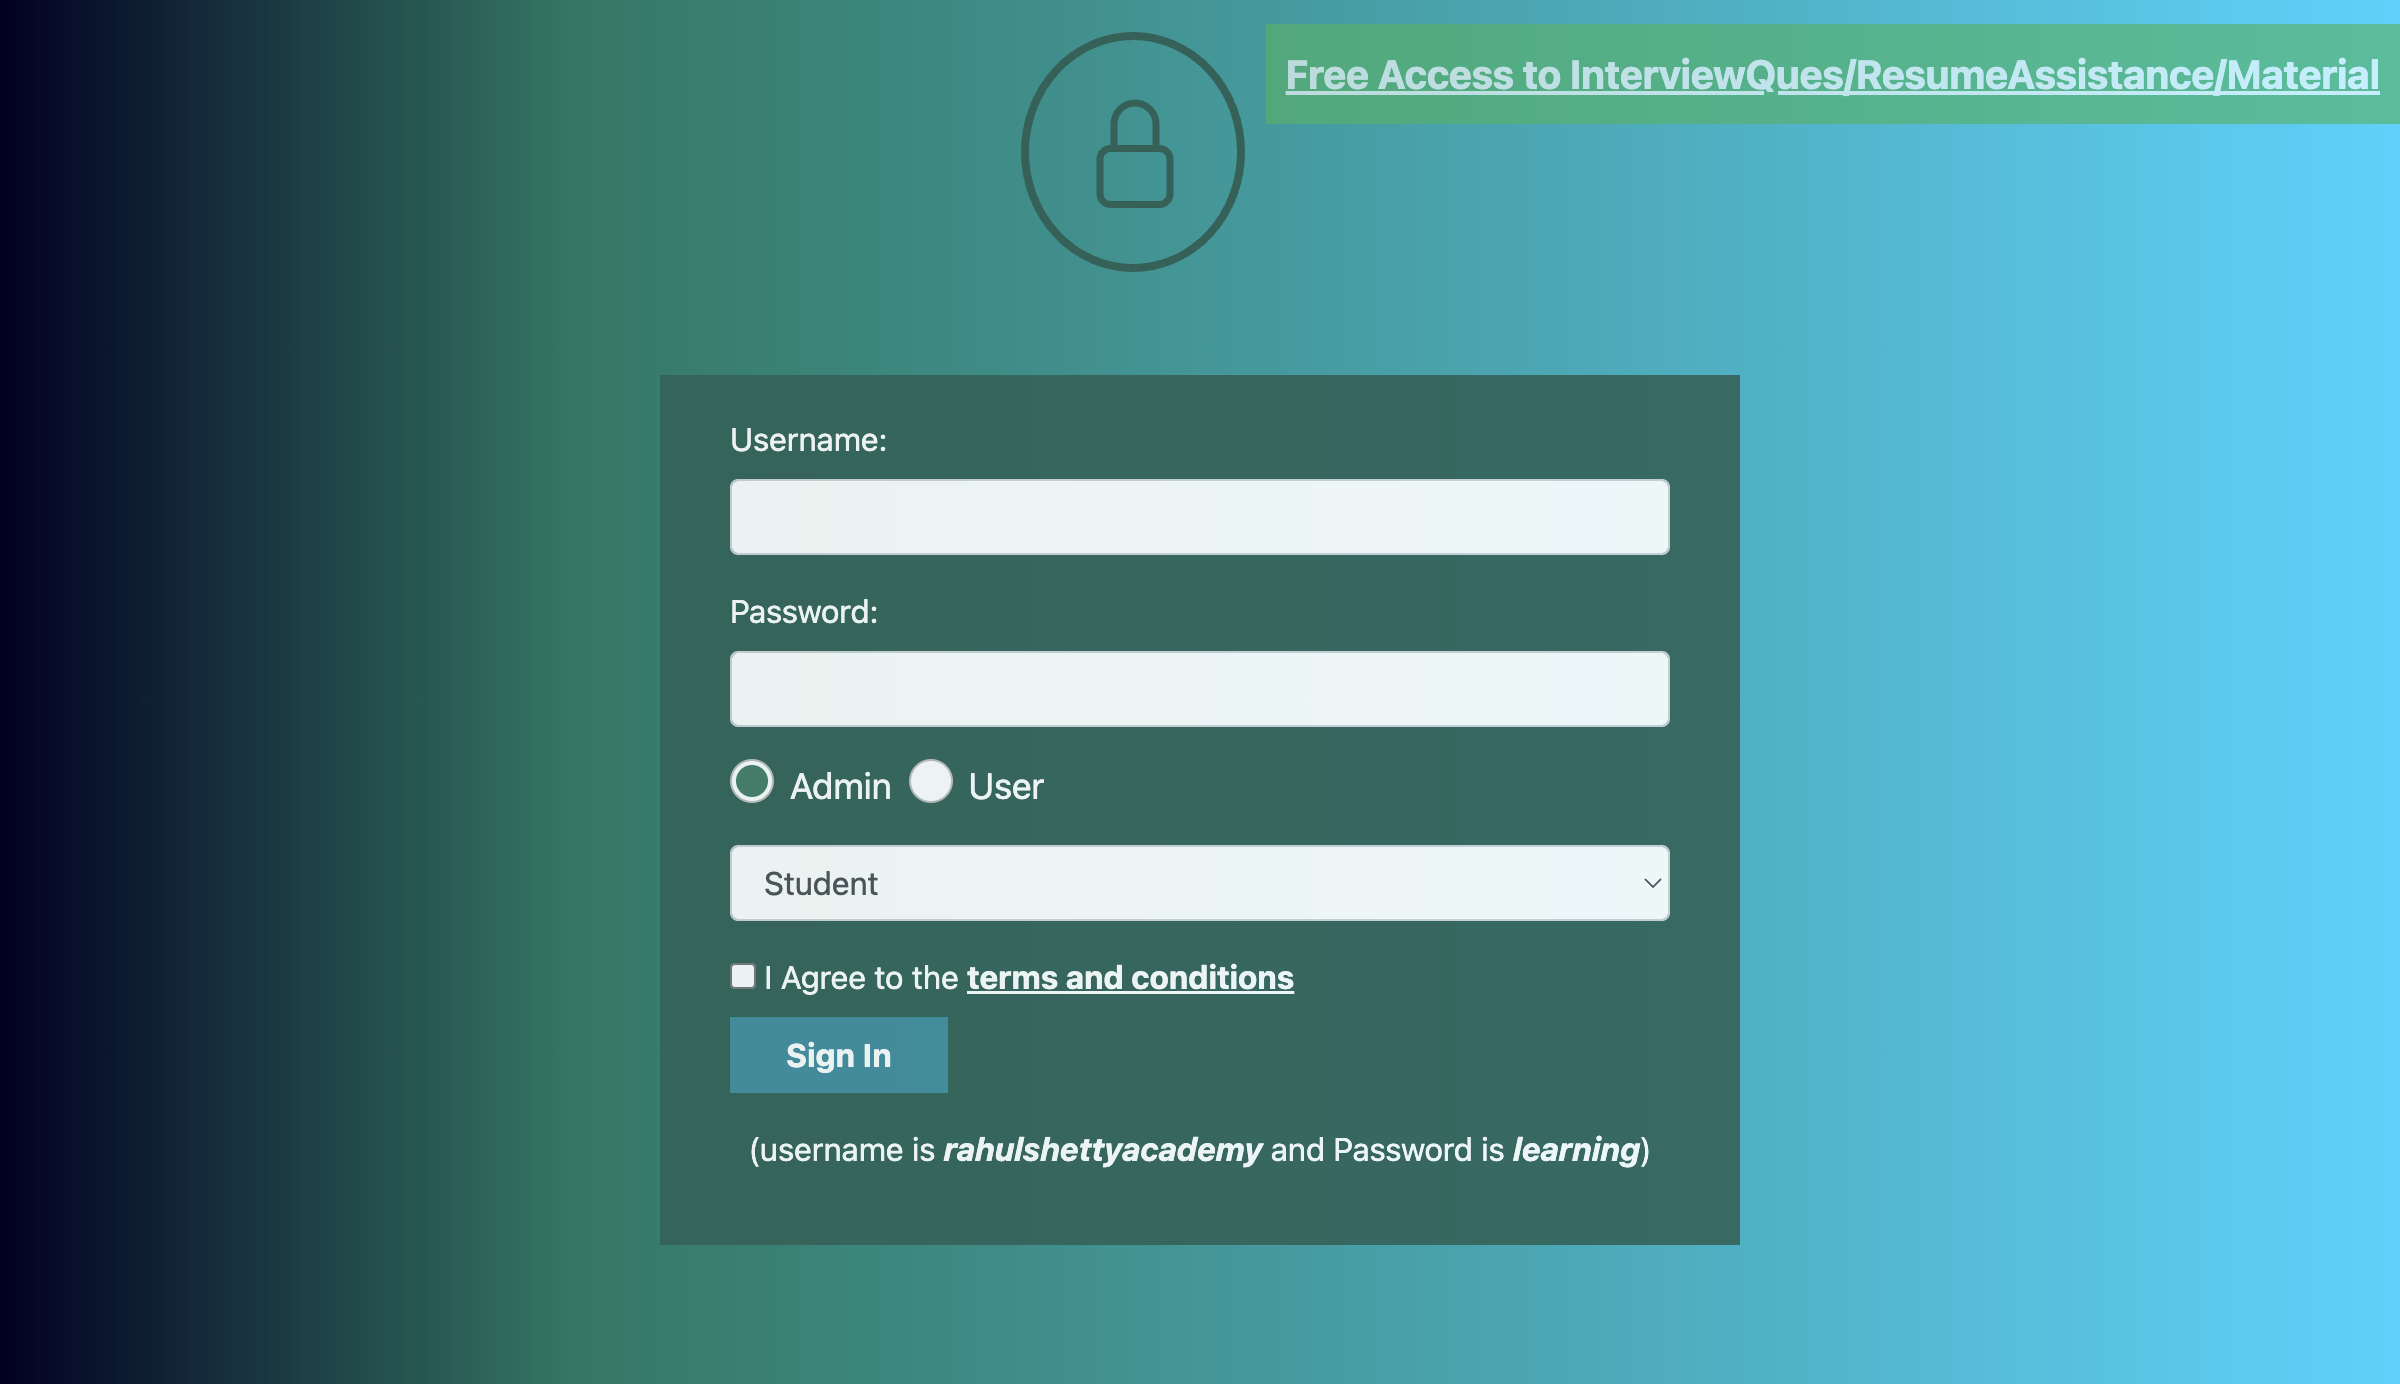 Free Access to InterviewQues/ResumeAssistance/Material
Username:
Password:
Admin User
Student
I Agree to the terms and conditions
Sign In
(username is rahulshettyacademy and Password is learning)